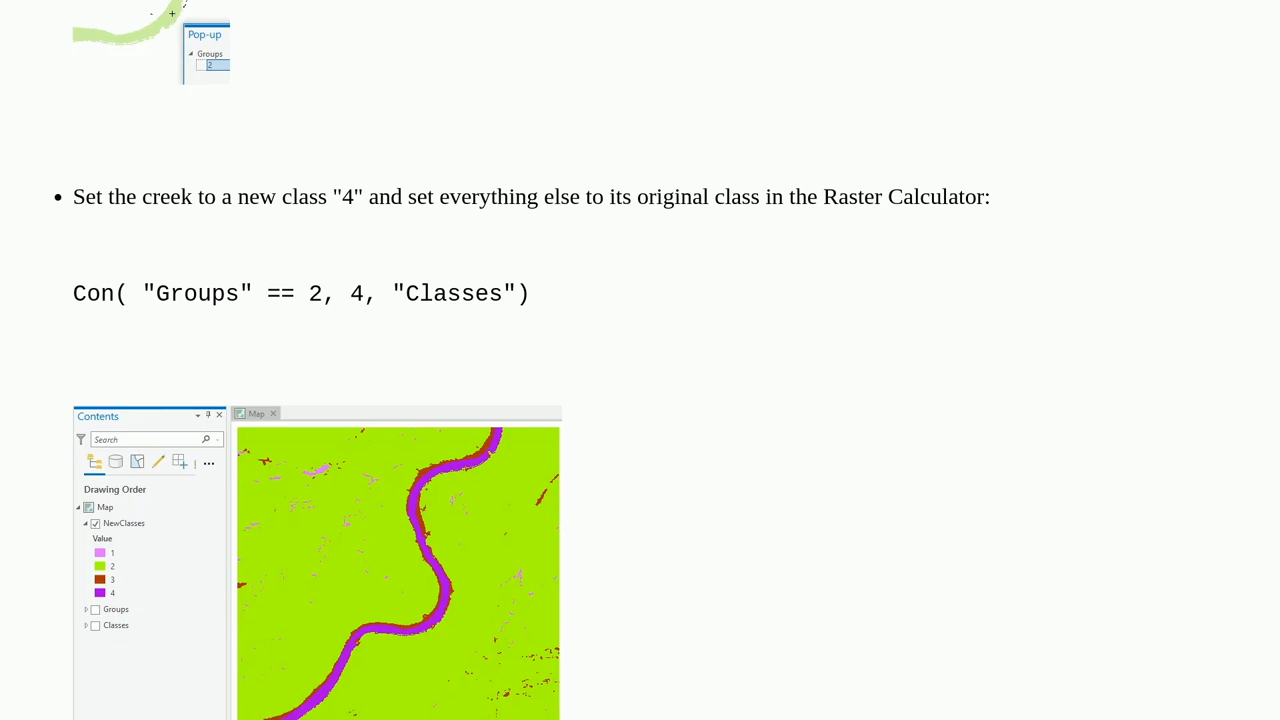 Pop-up
Groups
2
• Set the creek to a new class "4" and set everything else to its original class in the Raster Calculator:
Con( "Groups" == 2, 4, "Classes")
Contents
Map
Search
Drawing Order
Map
NewClasses
Value
1
2
3
4
Groups
Classes